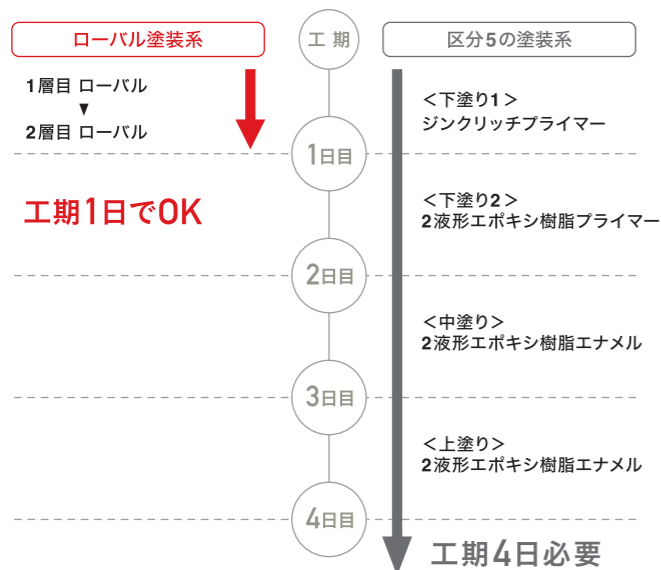 ローバル塗装系
工期
区分5の塗装系
1層目 ローバル
▼
2層目 ローバル
＜下塗り1＞
ジンクリッチプライマー
1日目
工期1日でOK
＜下塗り2＞
2液形エポキシ樹脂プライマー
2日目
＜中塗り＞
2液形エポキシ樹脂エナメル
3日目
＜上塗り＞
2液形エポキシ樹脂エナメル
4日目
工期4日必要